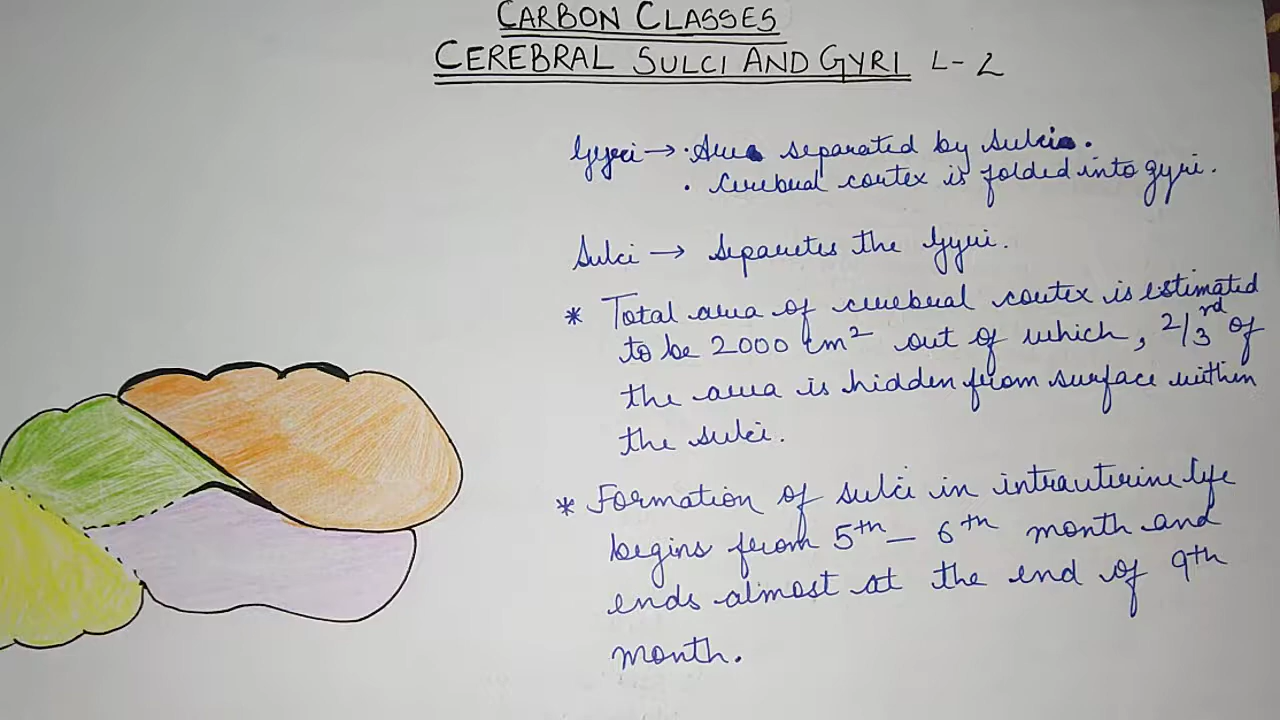 CARBON CLASSES
CEREBRAL SULCI AND GYRI L-2
Gyri → · Area separated by sulci.
· Cerebral cortex is folded into gyri.
Sulci → separetes the Gyri.
* Total area of cerebral cortex is estimated
to be 2000 cm² out of which, 2/3rd of
the area is hidden from surface within
the sulci.
* Formation of sulci in intrauterine life
begins from 5th - 6th month and
ends almost at the end of 9th
month.